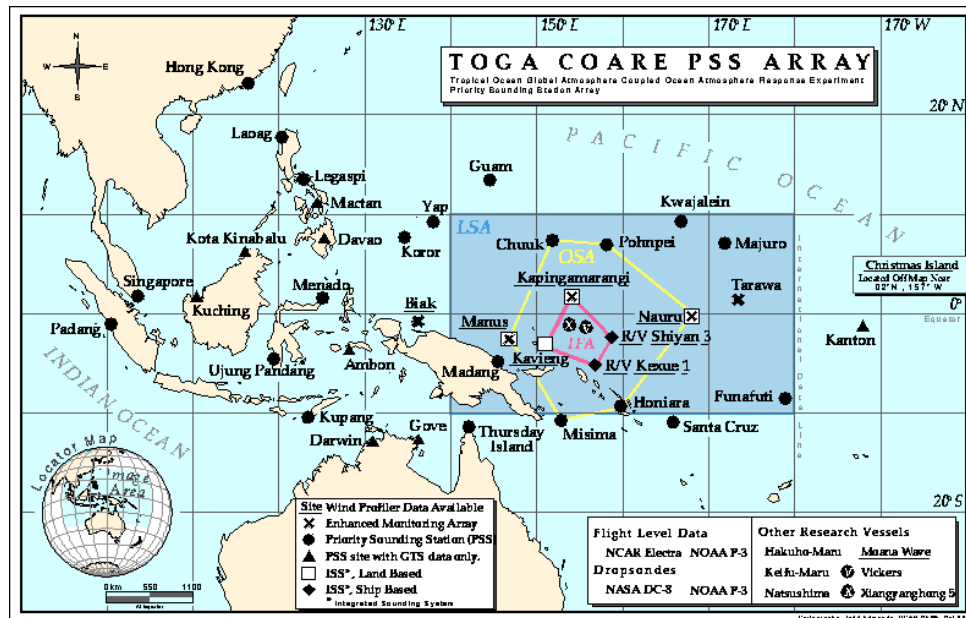 130° E
150° E
170° E
170° W
TOGA COARE PSS ARRAY
Tropical Ocean Global Atmosphere Coupled Ocean Atmosphere Response Experiment
Priority Sounding Station Array
N
W E
S
Hong Kong
20° N
PACIFIC OCEAN
Laoag
Legaspi
Mactan
Guam
Yap
Kwajalein
LSA
Kota Kinabalu
Davao
Koror
Chuuk
OSA
Pohnpei
Majuro
Kapingamarangi
Christmas Island
Located Off Map Near
02°N , 157° W
Singapore
Kuching
Menado
Biak
Tarawa
0°
Equator
Padang
Manus
Nauru
IFA
X
V
R/V Shiyan 3
Kanton
Kavieng
Ujung Pandang
Ambon
Madang
R/V Kexue 1
International Date Line
INDIAN OCEAN
Honiara
Funafuti
Kupang
Gove
Darwin
Thursday
Island
Misima
Santa Cruz
Locator Map
Image
Area
20° S
Site Wind Profiler Data Available
Enhanced Monitoring Array
Priority Sounding Station (PSS)
PSS site with GTS data only.
ISS*, Land Based
ISS*, Ship Based
* Integrated Sounding System
Flight Level Data
NCAR Electra NOAA P-3
Dropsondes
NASA DC-8 NOAA P-3
Other Research Vessels
Hakuho-Maru Moana Wave
Keifu-Maru V Vickers
Natsushima X Xiangyanghong 5
0 km 550 1100
At Equator